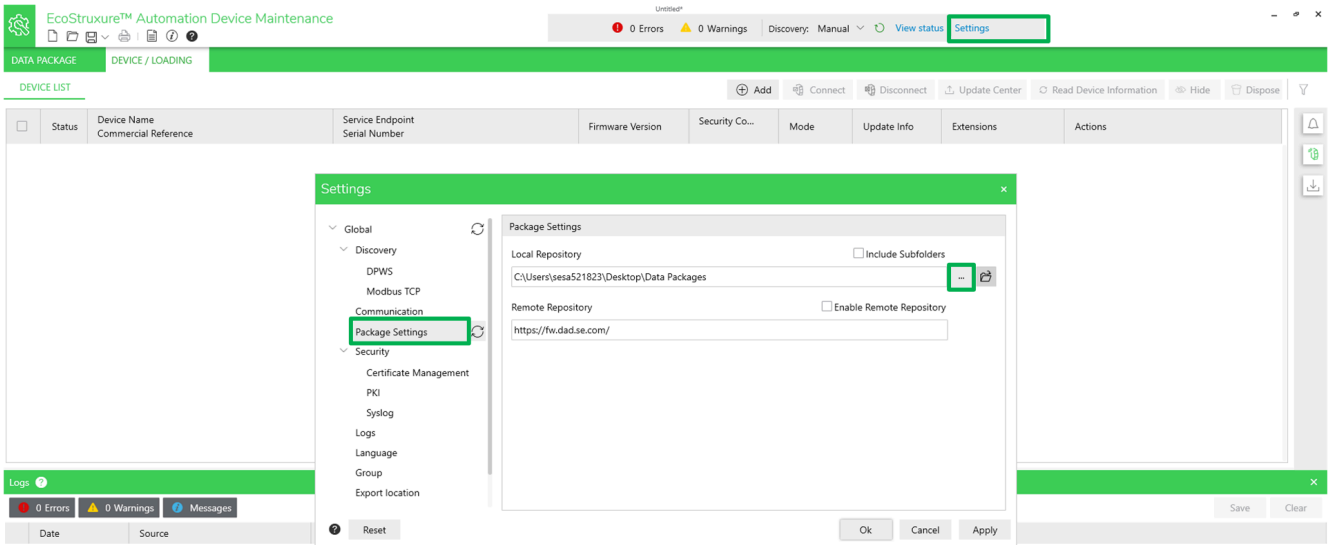 Untitled*
EcoStruxure™ Automation Device Maintenance
0 Errors 0 Warnings Discovery: Manual View status Settings
DATA PACKAGE DEVICE / LOADING
DEVICE LIST
Add Connect Disconnect Update Center Read Device Information Hide Dispose
Status Device Name Service Endpoint Firmware Version Security Co... Mode Update Info Extensions Actions
Commercial Reference Serial Number
Settings
Global
Discovery
DPWS
Modbus TCP
Communication
Package Settings
Security
Certificate Management
PKI
Syslog
Logs
Language
Group
Export location
Reset
Package Settings
Local Repository Include Subfolders
C:\Users\sesa521823\Desktop\Data Packages ...
Remote Repository Enable Remote Repository
https://fw.dad.se.com/
Ok Cancel Apply
Logs
0 Errors 0 Warnings Messages Save Clear
Date Source